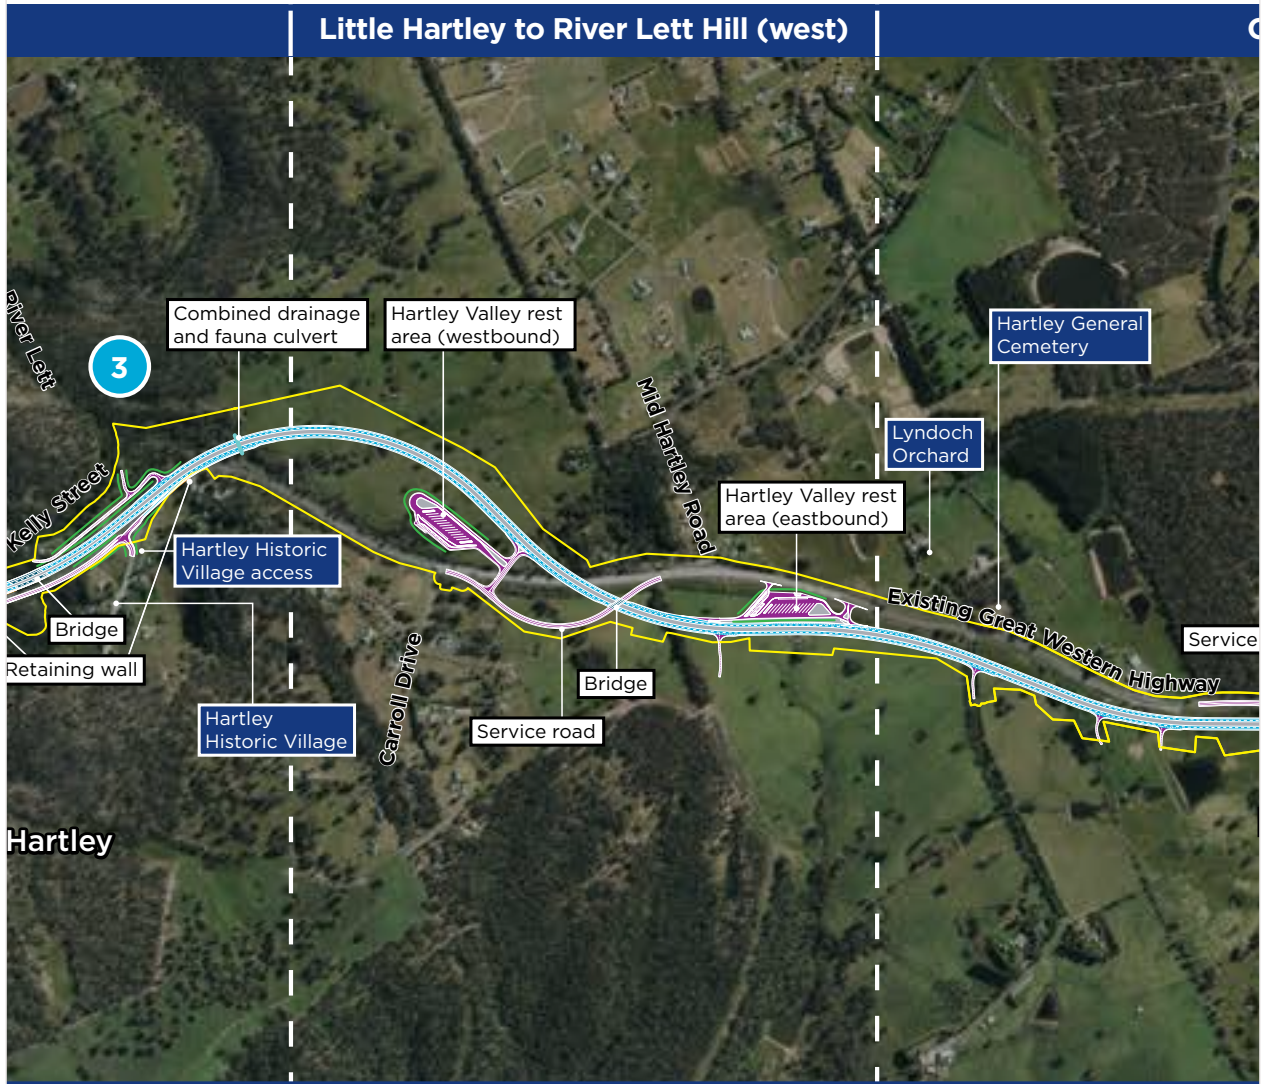 Little Hartley to River Lett Hill (west)
River Lett
3
Combined drainage
and fauna culvert
Hartley Valley rest
area (westbound)
Hartley General
Cemetery
Mid Hartley Road
Lyndoch
Orchard
Kelly Street
Hartley Valley rest
area (eastbound)
Hartley Historic
Village access
Existing Great Western Highway
Bridge
Service
Retaining wall
Carroll Drive
Bridge
Hartley
Historic Village
Service road
Hartley